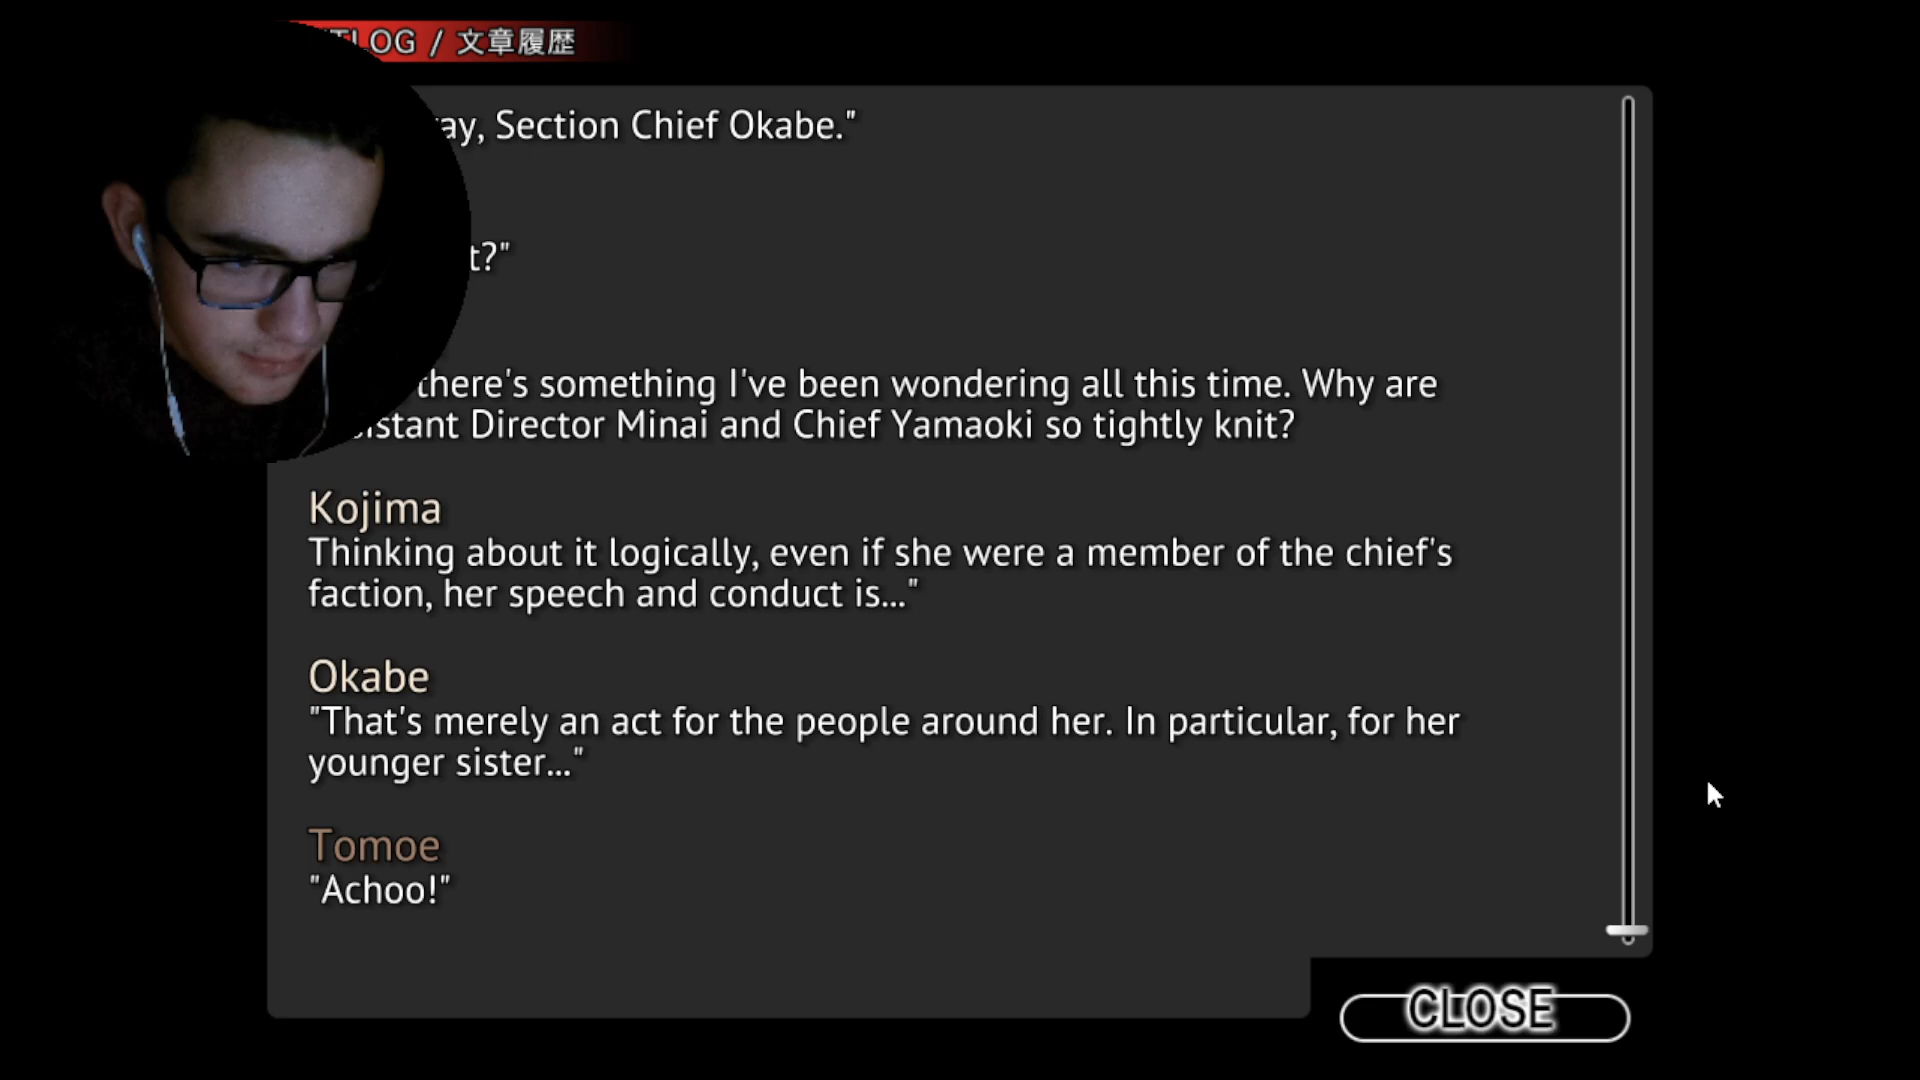 LOG / 文章履歴
Section Chief Okabe."
there's something I've been wondering all this time. Why are
Director Minai and Chief Yamaoki so tightly knit?
Kojima
Thinking about it logically, even if she were a member of the chief's
faction, her speech and conduct is..."
Okabe
"That's merely an act for the people around her. In particular, for her
younger sister..."
Tomoe
"Achoo!"
CLOSE